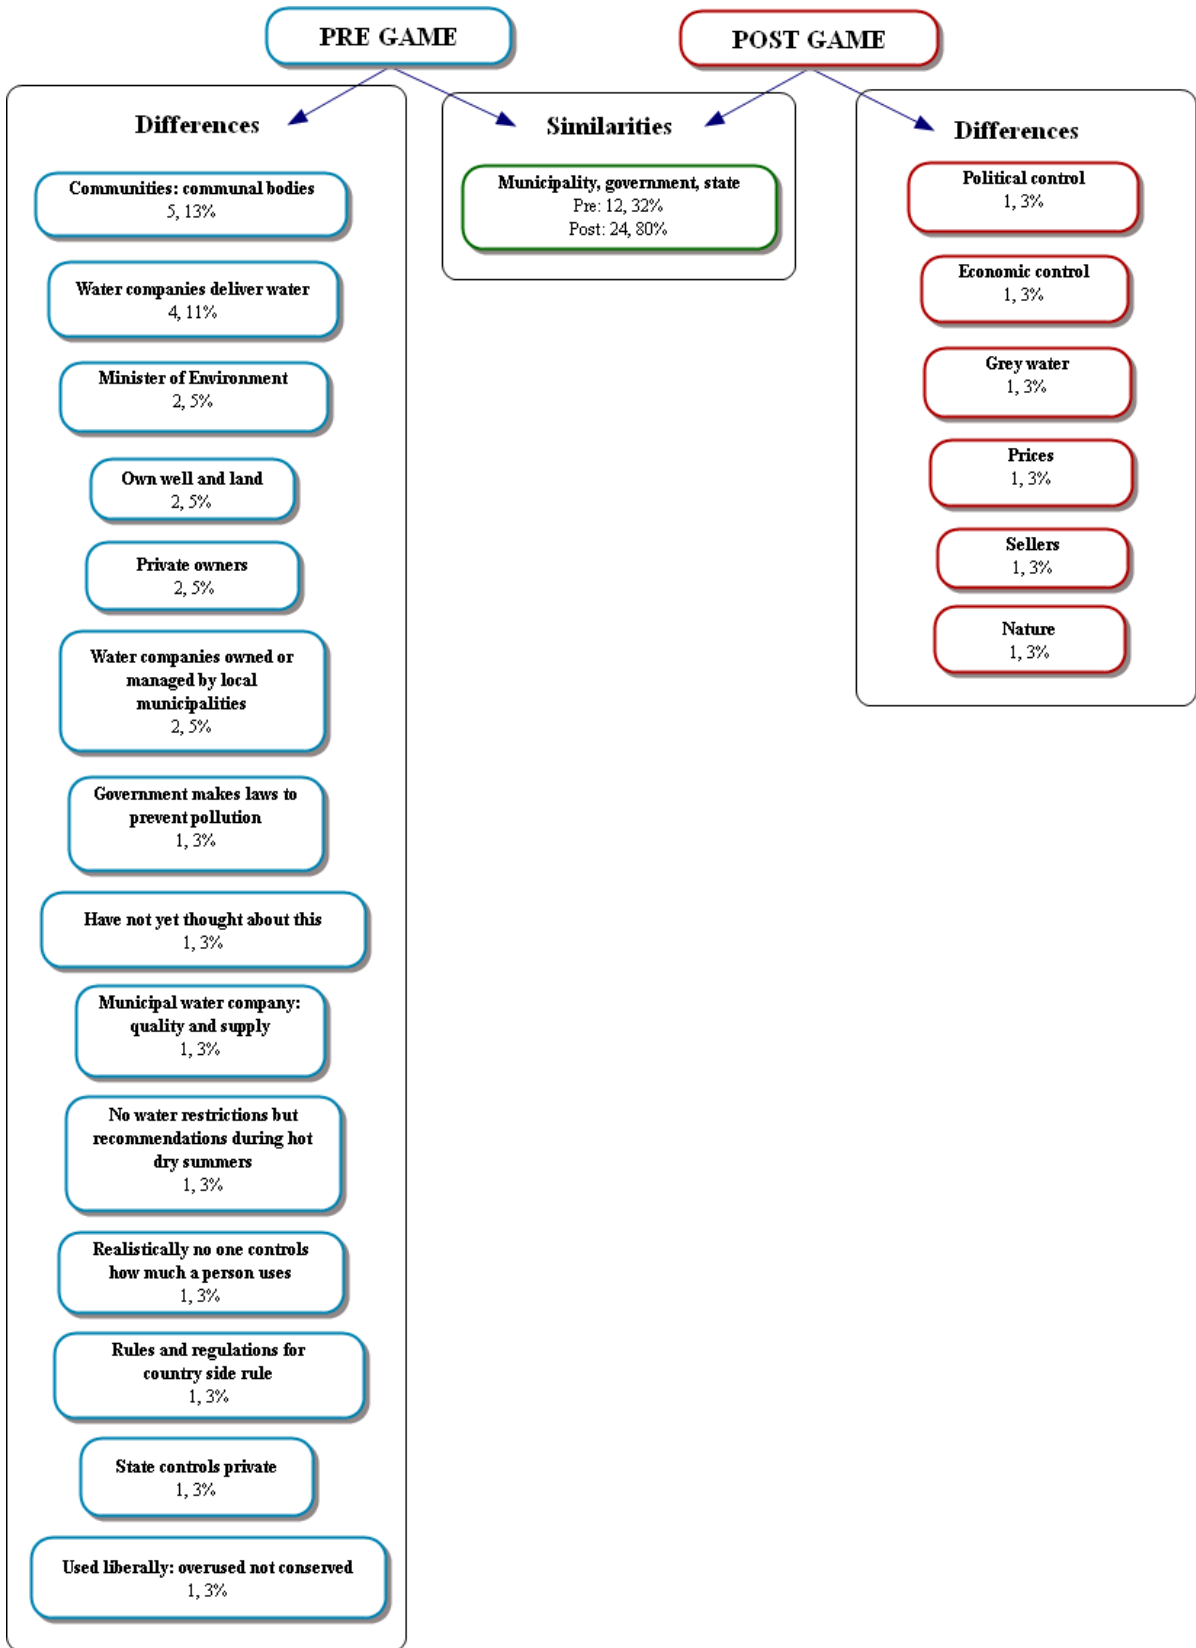 PRE GAME
POST GAME
Differences
Communities: communal bodies
5, 13%
Water companies deliver water
4, 11%
Minister of Environment
2, 5%
Own well and land
2, 5%
Private owners
2, 5%
Water companies owned or
managed by local
municipalities
2, 5%
Government makes laws to
prevent pollution
1, 3%
Have not yet thought about this
1, 3%
Municipal water company:
quality and supply
1, 3%
No water restrictions but
recommendations during hot
dry summers
1, 3%
Realistically no one controls
how much a person uses
1, 3%
Rules and regulations for
country side rule
1, 3%
State controls private
1, 3%
Used liberally: overused not conserved
1, 3%
Similarities
Municipality, government, state
Pre: 12, 32%
Post: 24, 80%
Differences
Political control
1, 3%
Economic control
1, 3%
Grey water
1, 3%
Prices
1, 3%
Sellers
1, 3%
Nature
1, 3%